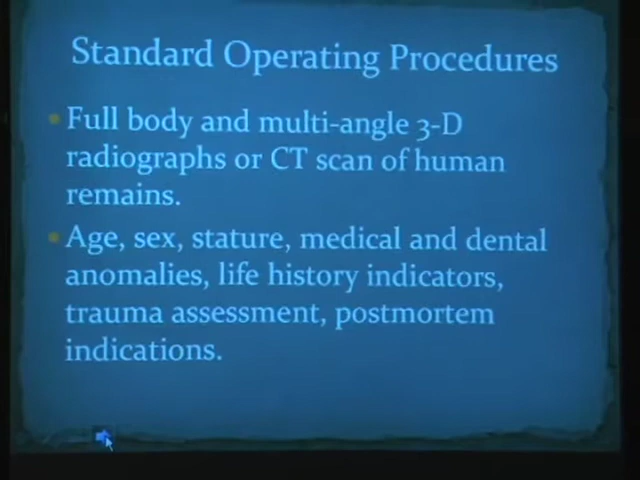 Standard Operating Procedures
Full body and multi-angle 3-D
radiographs or CT scan of human
remains.
Age, sex, stature, medical and dental
anomalies, life history indicators,
trauma assessment, postmortem
indications.